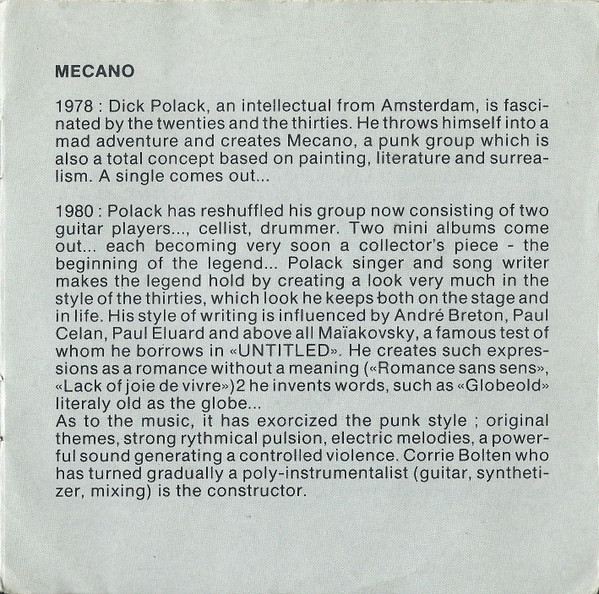 MECANO
1978 : Dick Polack, an intellectual from Amsterdam, is fasci-
nated by the twenties and the thirties. He throws himself into a
mad adventure and creates Mecano, a punk group which is
also a total concept based on painting, literature and surrea-
lism. A single comes out...
1980 : Polack has reshuffled his group now consisting of two
guitar players..., cellist, drummer. Two mini albums come
out... each becoming very soon a collector's piece - the
beginning of the legend... Polack singer and song writer
makes the legend hold by creating a look very much in the
style of the thirties, which look he keeps both on the stage and
in life. His style of writing is influenced by André Breton, Paul
Celan, Paul Eluard and above all Maïakovsky, a famous test of
whom he borrows in «UNTITLED». He creates such expres-
sions as a romance without a meaning («Romance sans sens»,
«Lack of joie de vivre»)2 he invents words, such as «Globeold»
literaly old as the globe...
As to the music, it has exorcized the punk style ; original
themes, strong rythmical pulsion, electric melodies, a power-
ful sound generating a controlled violence. Corrie Bolten who
has turned gradually a poly-instrumentalist (guitar, syntheti-
zer, mixing) is the constructor.